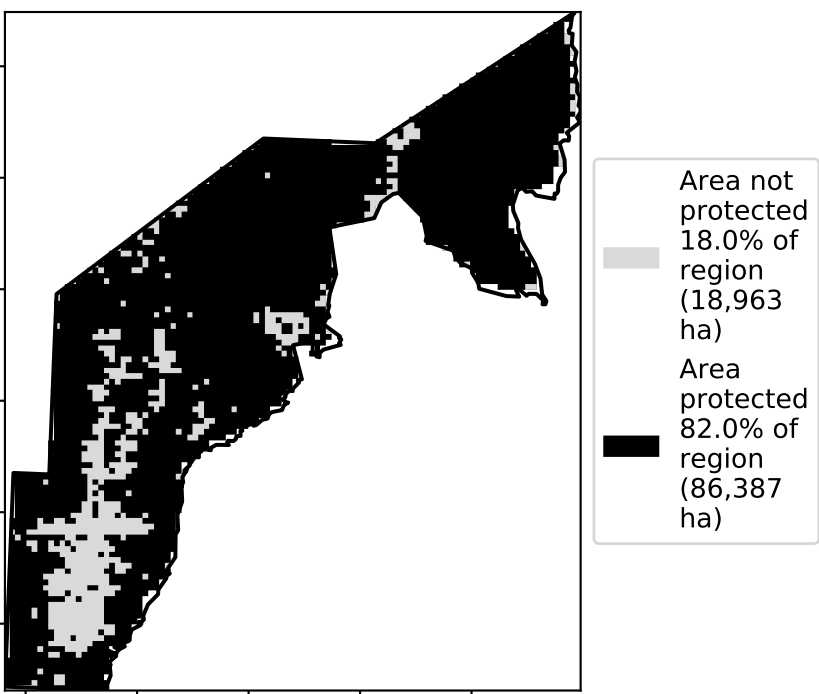 Area not
protected
18.0% of
region
(18,963
ha)
Area
protected
82.0% of
region
(86,387
ha)